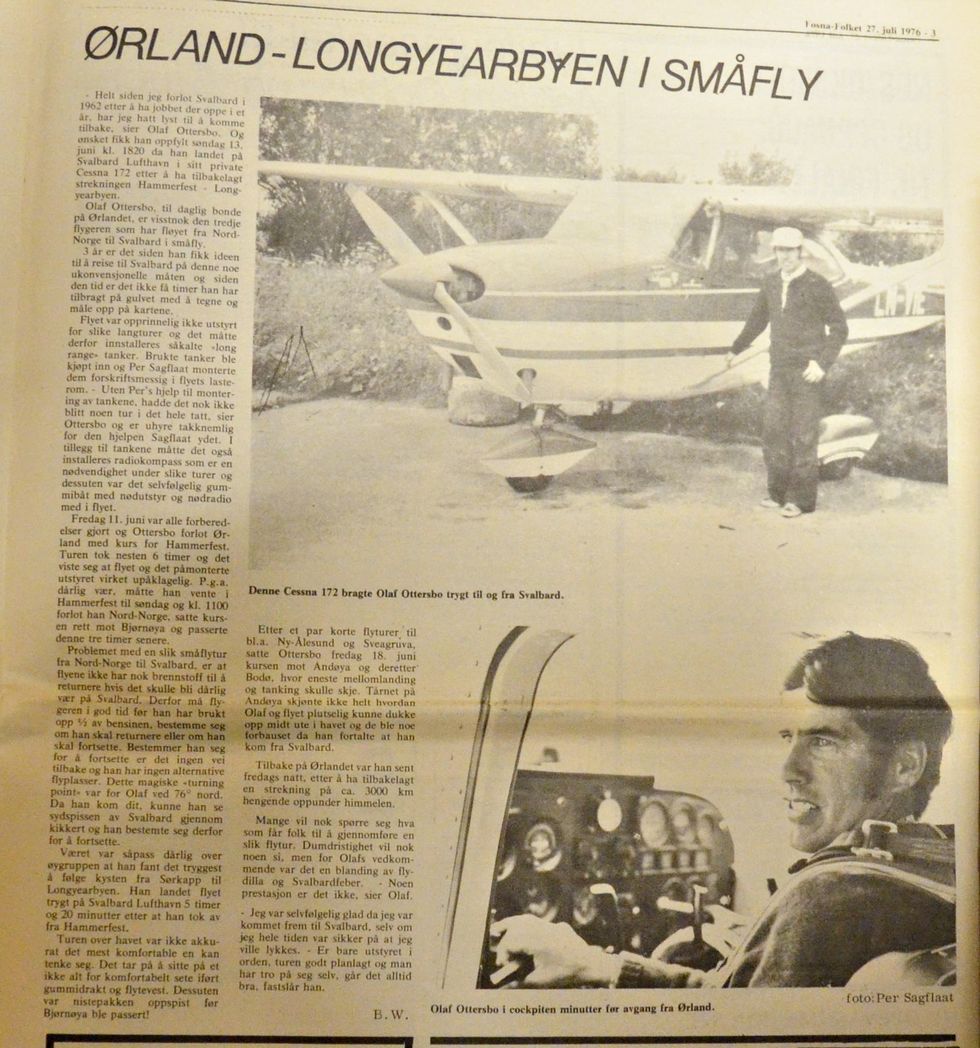 Fosna-Folket 27. juli 1976 - 3
ØRLAND - LONGYEARBYEN I SMÅFLY
- Helt siden jeg forlot Svalbard i
1962 etter å ha jobbet der oppe i et
år, har jeg hatt lyst til å komme
tilbake, sier Olaf Ottersbo. Og
ønsket fikk han oppfylt søndag 13.
juni kl. 1820 da han landet på
Svalbard Lufthavn i sitt private
Cessna 172 etter å ha tilbakelagt
strekningen Hammerfest - Long-
yearbyen.
Olaf Ottersbo, til daglig bonde
på Ørlandet, er visstnok den tredje
flygeren som har fløyet fra Nord-
Norge til Svalbard i småfly.
3 år er det siden han fikk ideen
til å reise til Svalbard på denne noe
ukonvensjonelle måten og siden
den tid er det ikke få timer han har
tilbragt på gulvet med å tegne og
måle opp på kartene.
Flyet var opprinnelig ikke utstyrt
for slike langturer og det måtte
derfor innstalleres såkalte «long
range» tanker. Brukte tanker ble
kjøpt inn og Per Sagflaat monterte
dem forskriftsmessig i flyets laste-
rom. - Uten Per's hjelp til monter-
ing av tankene, hadde det nok ikke
blitt noen tur i det hele tatt, sier
Ottersbo og er uhyre takknemlig
for den hjelpen Sagflaat ydet. I
tillegg til tankene måtte det også
installeres radiokompass som er en
nødvendighet under slike turer og
dessuten var det selvfølgelig gum-
mibåt med nødutstyr og nødradio
med i flyet.
Fredag 11. juni var alle forbered-
elser gjort og Ottersbo forlot Ør-
land med kurs for Hammerfest.
Turen tok nesten 6 timer og det
viste seg at flyet og det påmonterte
utstyret virket upåklagelig. P.g.a.
dårlig vær, måtte han vente i
Hammerfest til søndag og kl. 1100
forlot han Nord-Norge, satte kurs-
en rett mot Bjørnøya og passerte
denne tre timer senere.
Problemet med en slik småflytur
fra Nord-Norge til Svalbard, er at
flyene ikke har nok brennstoff til å
returnere hvis det skulle bli dårlig
vær på Svalbard. Derfor må fly-
geren i god tid før han har brukt
opp ½ av bensinen, bestemme seg
om han skal returnere eller om han
skal fortsette. Bestemmer han seg
for å fortsette er det ingen vei
tilbake og han har ingen alternative
flyplasser. Dette magiske «turning
point» var for Olaf ved 76° nord.
Da han kom dit, kunne han se
sydspissen av Svalbard gjennom
kikkert og han bestemte seg derfor
for å fortsette.
Været var såpass dårlig over
øygruppen at han fant det tryggest
å følge kysten fra Sørkapp til
Longyearbyen. Han landet flyet
trygt på Svalbard Lufthavn 5 timer
og 20 minutter etter at han tok av
fra Hammerfest.
Turen over havet var ikke akku-
rat det mest komfortable en kan
tenke seg. Det tar på å sitte på et
ikke alt for komfortabelt sete iført
gummidrakt og flytevest. Dessuten
var nistepakken oppspist før
Bjørnøya ble passert!
Denne Cessna 172 bragte Olaf Ottersbo trygt til og fra Svalbard.
Etter et par korte flyturer til
bl.a. Ny-Ålesund og Sveagruva,
satte Ottersbo fredag 18. juni
kursen mot Andøya og deretter
Bodø, hvor eneste mellomlanding
og tanking skulle skje. Tårnet på
Andøya skjønte ikke helt hvordan
Olaf og flyet plutselig kunne dukke
opp midt ute i havet og de ble noe
forbauset da han fortalte at han
kom fra Svalbard.
Tilbake på Ørlandet var han sent
fredags natt, etter å ha tilbakelagt
en strekning på ca. 3000 km
hengende oppunder himmelen.
Mange vil nok spørre seg hva
som får folk til å gjennomføre en
slik flytur. Dumdristighet vil nok
noen si, men for Olafs vedkom-
mende var det en blanding av fly-
dilla og Svalbardfeber. - Noen
prestasjon er det ikke, sier Olaf.
- Jeg var selvfølgelig glad da jeg var
kommet frem til Svalbard, selv om
jeg hele tiden var sikker på at jeg
ville lykkes. - Er bare utstyret i
orden, turen godt planlagt og man
har tro på seg selv, går det alltid
bra, fastslår han.
B.W.
foto: Per Sagflaat
Olaf Ottersbo i cockpiten minutter før avgang fra Ørland.